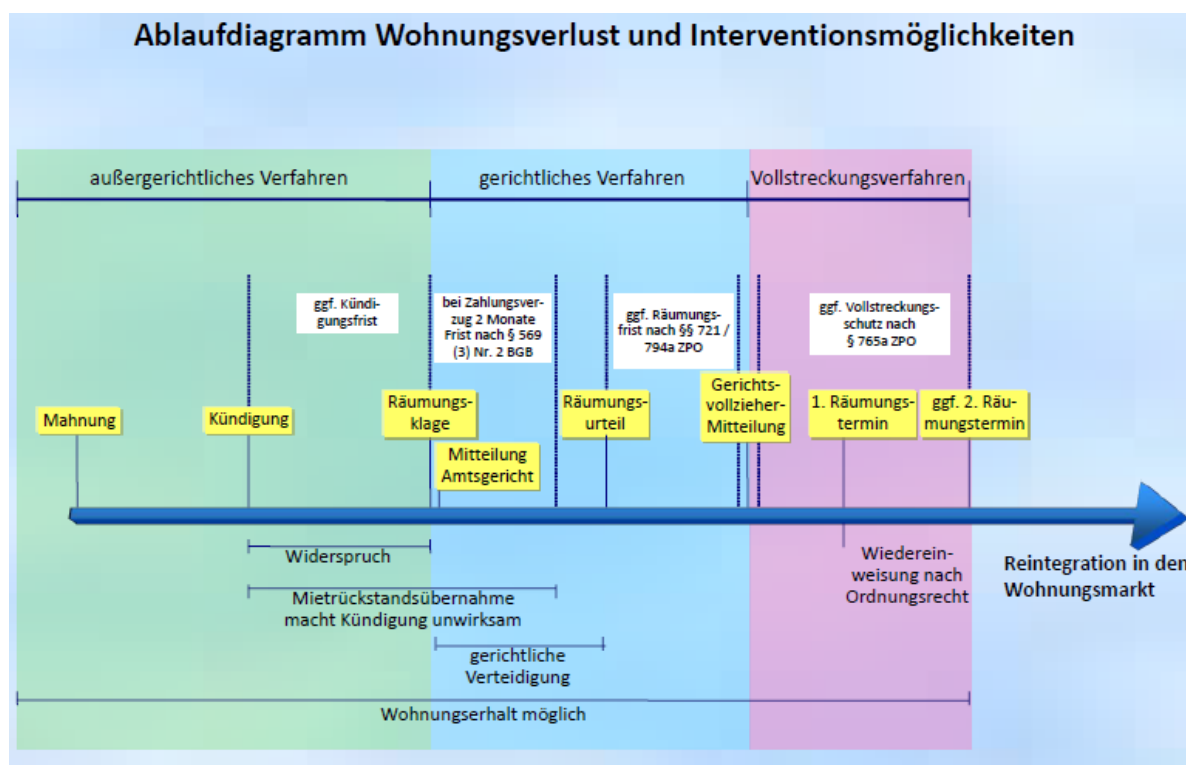 Ablaufdiagramm Wohnungsverlust und Interventionsmöglichkeiten
außergerichtliches Verfahren
gerichtliches Verfahren
Vollstreckungsverfahren
ggf. Kündi-
gungsfrist
bei Zahlungsver-
zug 2 Monate
Frist nach § 569
(3) Nr. 2 BGB
ggf. Räumungs-
frist nach §§ 721 /
794a ZPO
ggf. Vollstreckungs-
schutz nach
§ 765a ZPO
Mahnung
Kündigung
Räumungs-
klage
Mitteilung
Amtsgericht
Räumungs-
urteil
Gerichts-
vollzieher-
Mitteilung
1. Räumungs-
termin
ggf. 2. Räu-
mungstermin
Widerspruch
Mietrückstandsübernahme
macht Kündigung unwirksam
gerichtliche
Verteidigung
Wohnungserhalt möglich
Wiederein-
weisung nach
Ordnungsrecht
Reintegration in den
Wohnungsmarkt